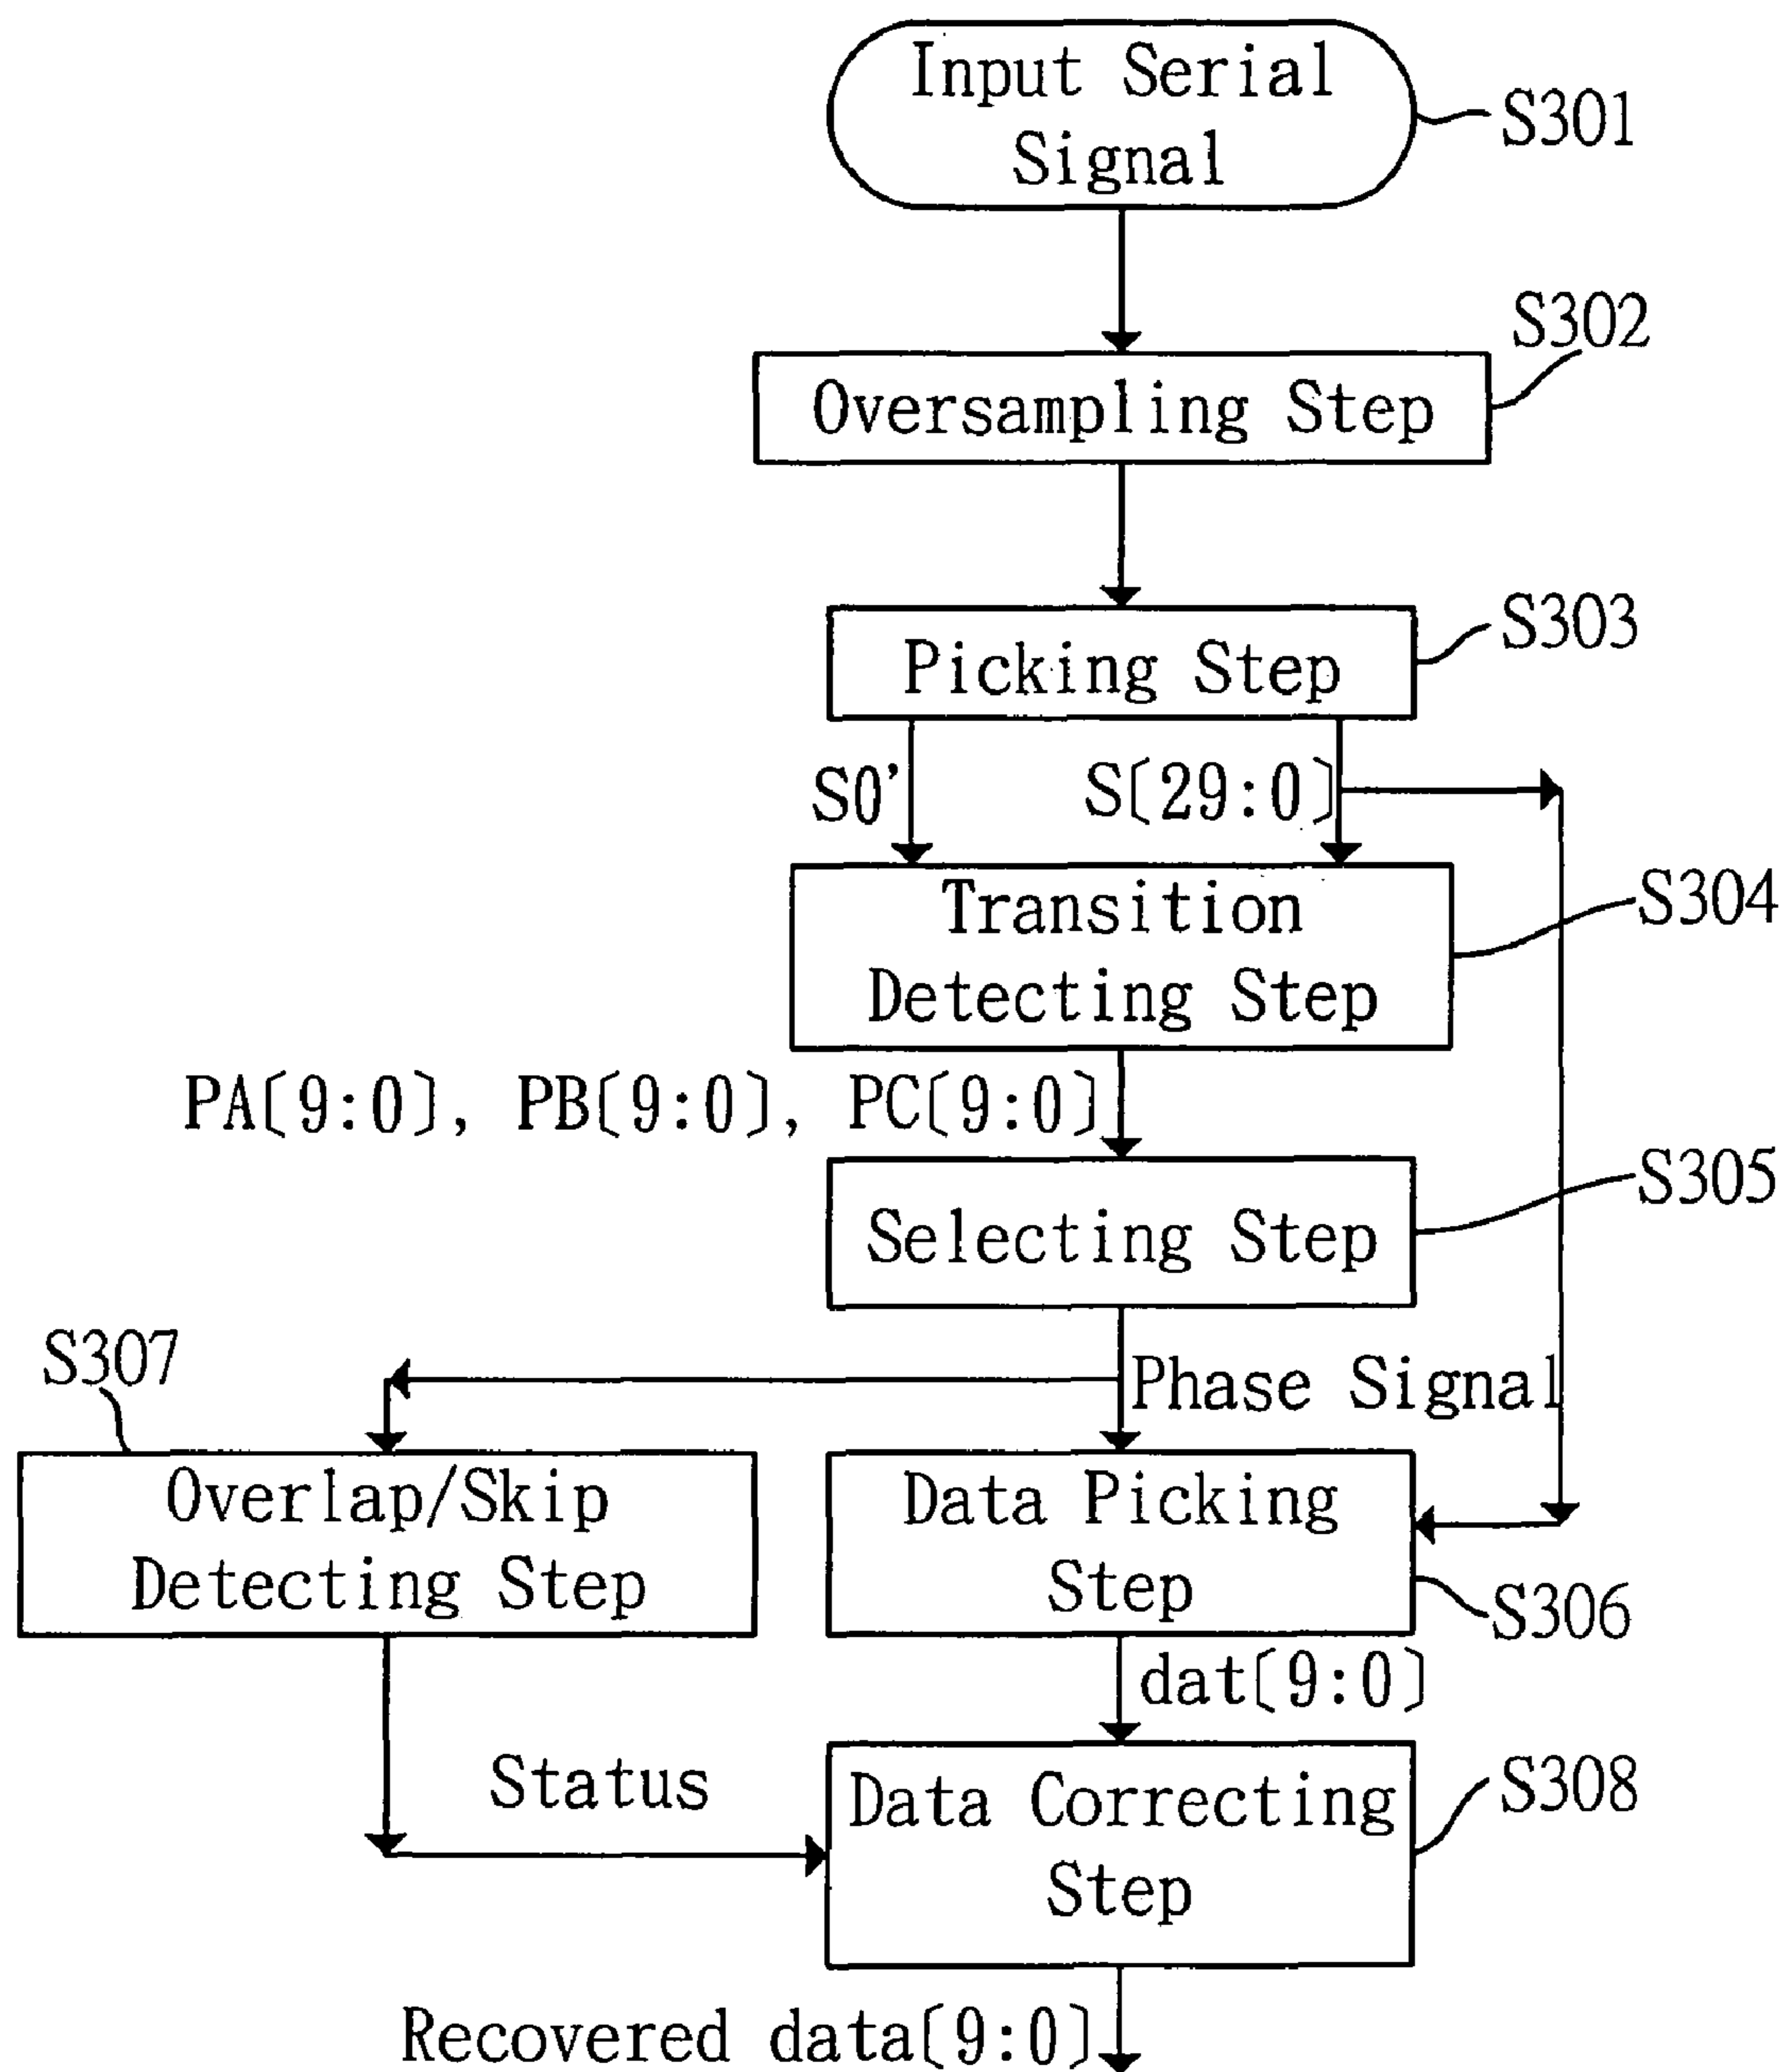 Input Serial
Signal
S301
S302
Oversampling Step
S303
Picking Step
S0'
S[29:0]
Transition
Detecting Step
S304
PA[9:0], PB[9:0], PC[9:0]
Selecting Step
S305
S307
Phase Signal
Overlap/Skip
Detecting Step
Data Picking
Step
S306
dat[9:0]
Status
Data Correcting
Step
S308
Recovered data[9:0]